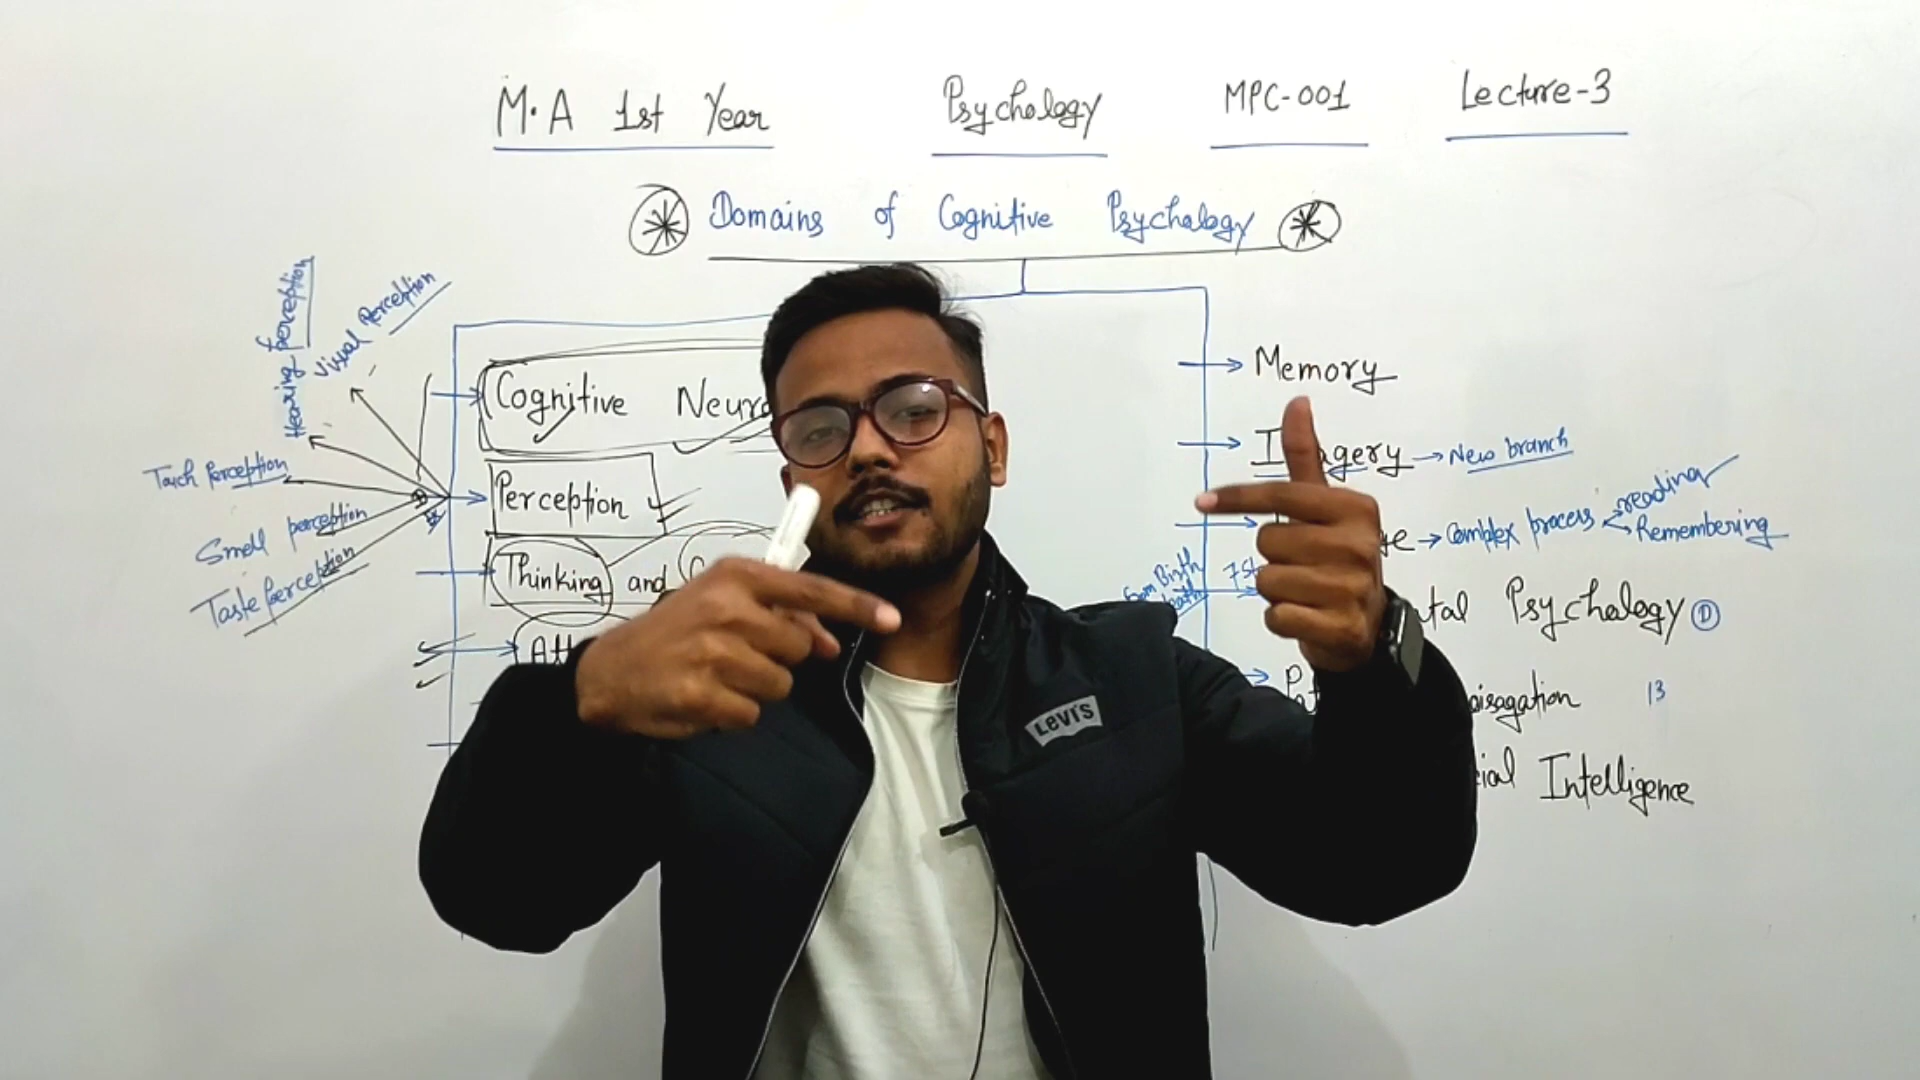 M.A 1st Year Psychology MPC-001 Lecture-3
Domains of Cognitive Psychology
Hearing perception
Visual Perception
Touch Perception
Smell perception
Taste Perception
Cognitive
Perception
Thinking and
Memory
Imagery → New branch
→ Complex process
reading
Remembering
Psychology D
13
Intelligence
Levi's